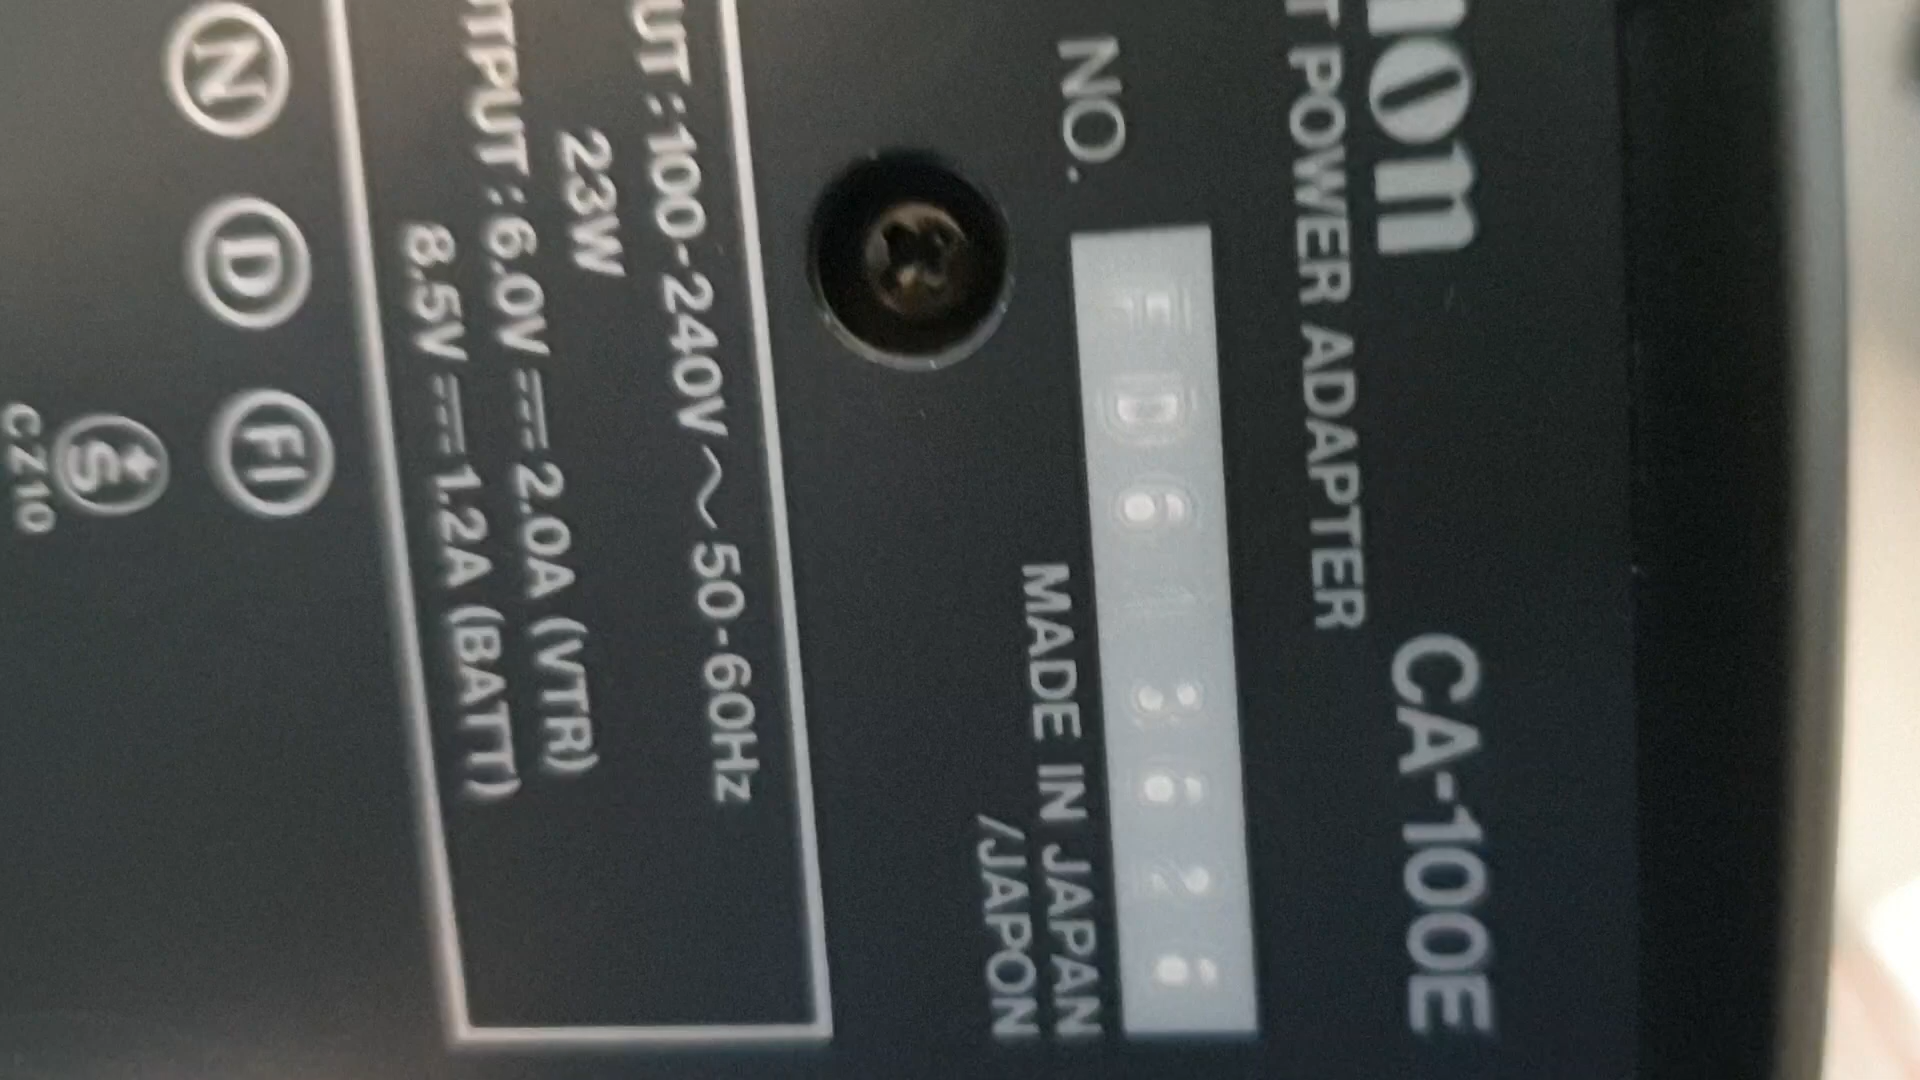 non CA-100E
T POWER ADAPTER
NO. FD613626
MADE IN JAPAN
/JAPON
UT : 100-240V ~ 50-60Hz
23W
TPUT : 6.0V ⎓ 2.0A (VTR)
8.5V ⎓ 1.2A (BATT)
N D FI
S
CZ10